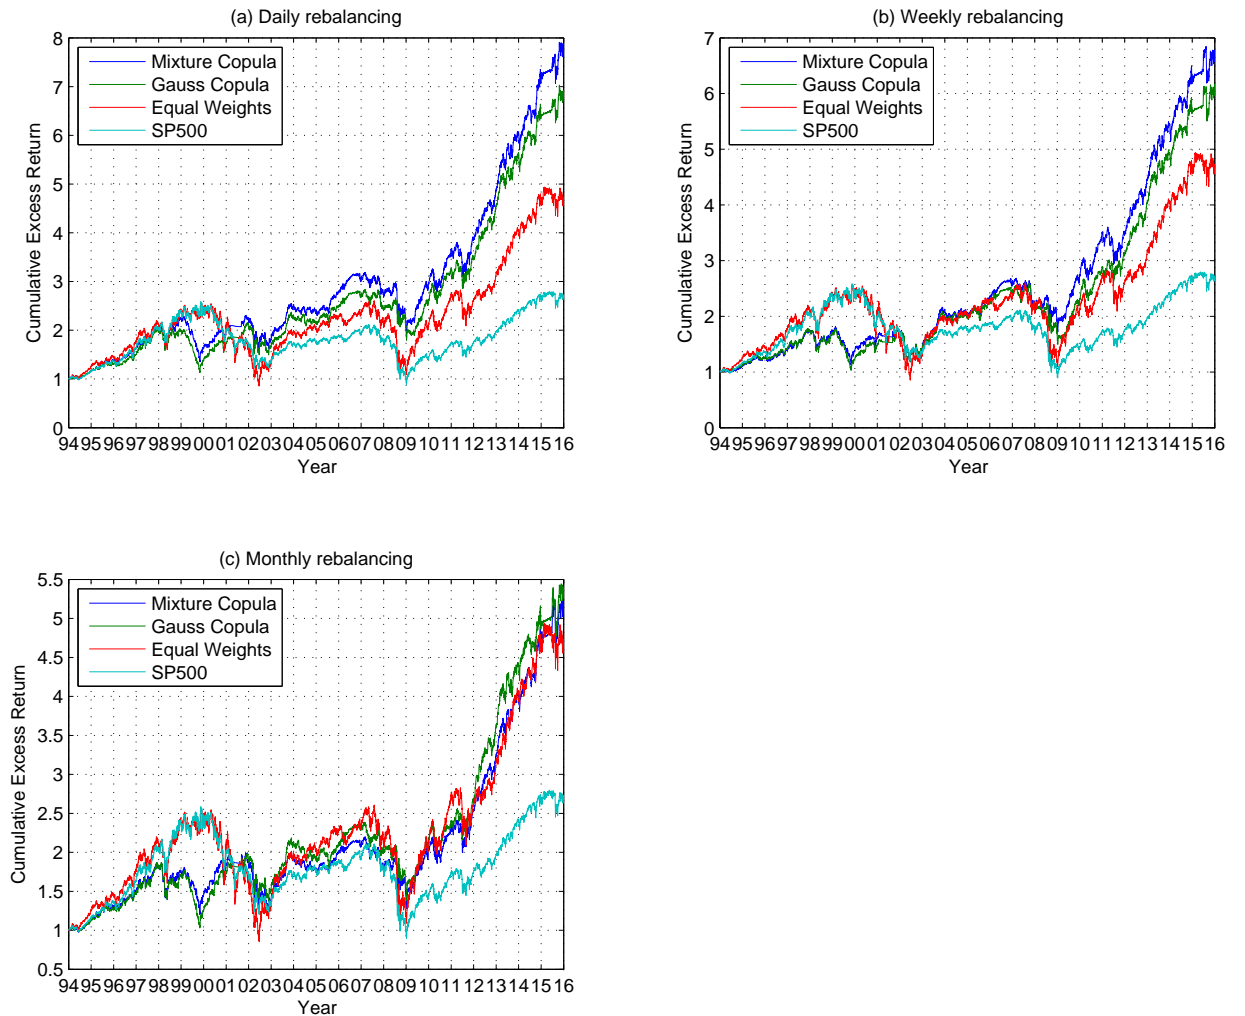 (a) Daily rebalancing
8
7
6
5
4
3
2
1
0
Cumulative Excess Return
Mixture Copula
Gauss Copula
Equal Weights
SP500
94 95 96 97 98 99 00 01 02 03 04 05 06 07 08 09 10 11 12 13 14 15 16
Year
(b) Weekly rebalancing
7
6
5
4
3
2
1
0
Cumulative Excess Return
Mixture Copula
Gauss Copula
Equal Weights
SP500
94 95 96 97 98 99 00 01 02 03 04 05 06 07 08 09 10 11 12 13 14 15 16
Year
(c) Monthly rebalancing
5.5
5
4.5
4
3.5
3
2.5
2
1.5
1
0.5
Cumulative Excess Return
Mixture Copula
Gauss Copula
Equal Weights
SP500
94 95 96 97 98 99 00 01 02 03 04 05 06 07 08 09 10 11 12 13 14 15 16
Year